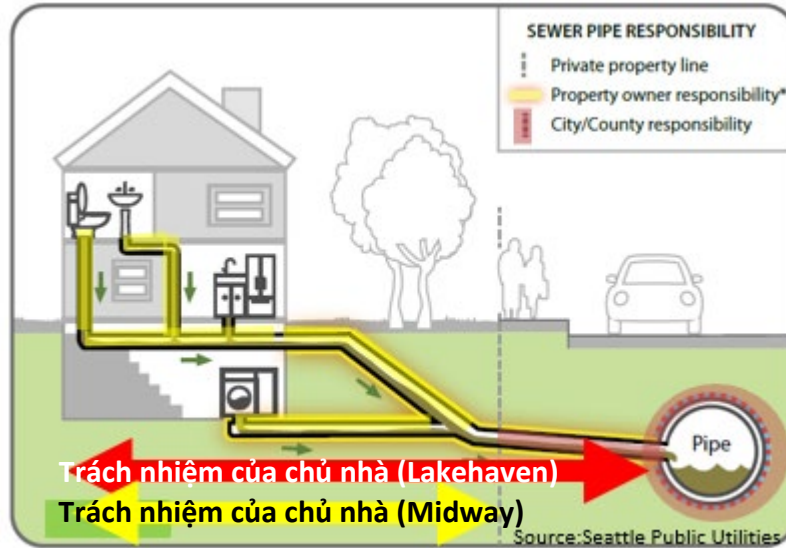 SEWER PIPE RESPONSIBILITY
Private property line
Property owner responsibility*
City/County responsibility
Pipe
Trách nhiệm của chủ nhà (Lakehaven)
Trách nhiệm của chủ nhà (Midway)
Source:Seattle Public Utilities